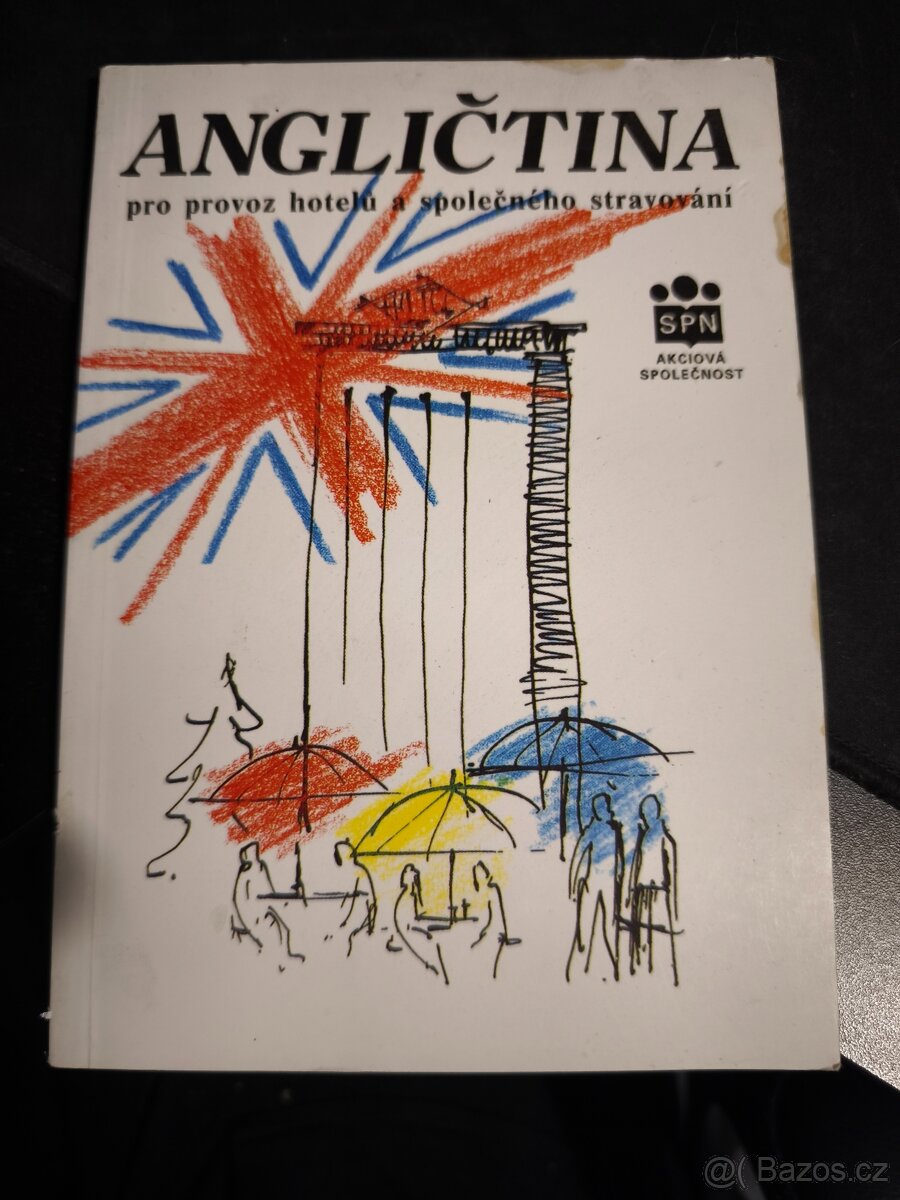 ANGLIČTINA
pro provoz hotelů a společného stravování
SPN
AKCIOVÁ
SPOLEČNOST
@( Bazos.cz